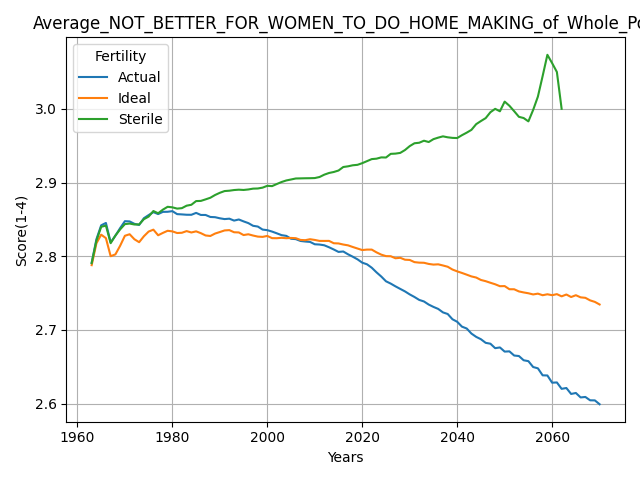 Average_NOT_BETTER_FOR_WOMEN_TO_DO_HOME_MAKING_of_Whole_Po
Fertility
Actual
Ideal
Sterile
Score(1-4)
3.0
2.9
2.8
2.7
2.6
1960 1980 2000 2020 2040 2060
Years